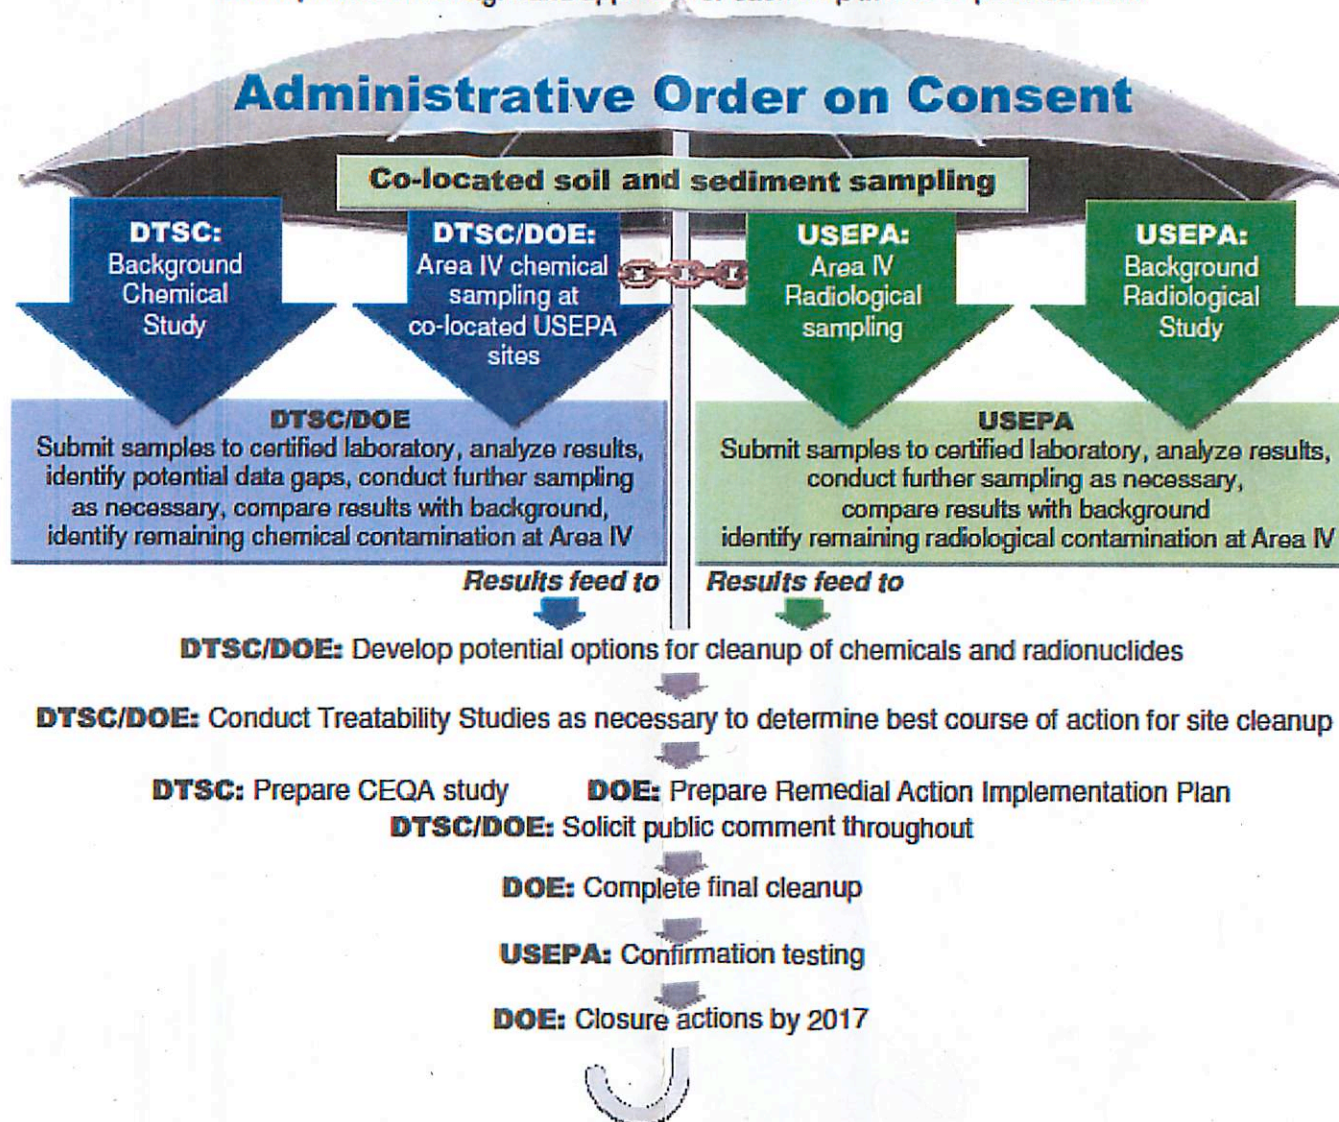 Administrative Order on Consent
Co-located soil and sediment sampling
DTSC:
Background
Chemical
Study
DTSC/DOE:
Area IV chemical
sampling at
co-located USEPA
sites
USEPA:
Area IV
Radiological
sampling
USEPA:
Background
Radiological
Study
DTSC/DOE
Submit samples to certified laboratory, analyze results,
identify potential data gaps, conduct further sampling
as necessary, compare results with background,
identify remaining chemical contamination at Area IV
USEPA
Submit samples to certified laboratory, analyze results,
conduct further sampling as necessary,
compare results with background
identify remaining radiological contamination at Area IV
Results feed to
Results feed to
DTSC/DOE: Develop potential options for cleanup of chemicals and radionuclides
DTSC/DOE: Conduct Treatability Studies as necessary to determine best course of action for site cleanup
DTSC: Prepare CEQA study
DOE: Prepare Remedial Action Implementation Plan
DTSC/DOE: Solicit public comment throughout
DOE: Complete final cleanup
USEPA: Confirmation testing
DOE: Closure actions by 2017